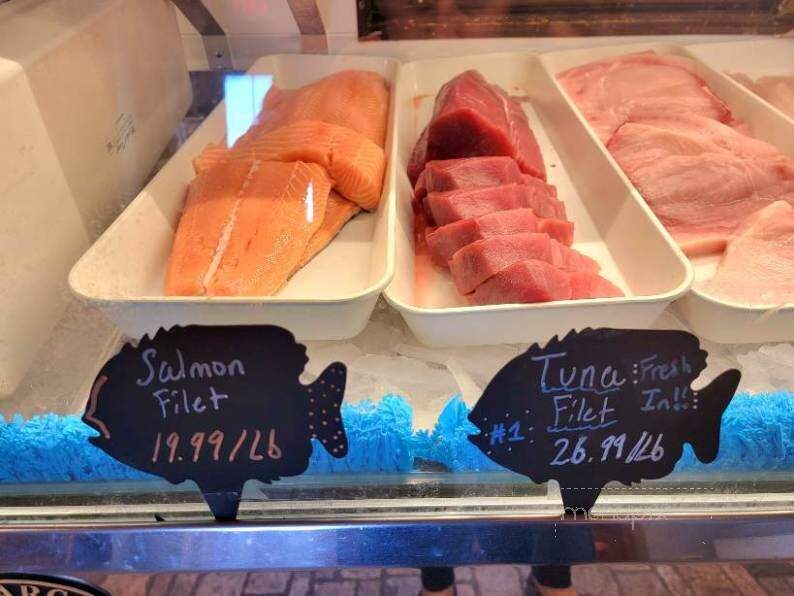 Salmon
Filet
19.99/Lb
Tuna
Fresh
In!!
Filet
#1
26.99/Lb